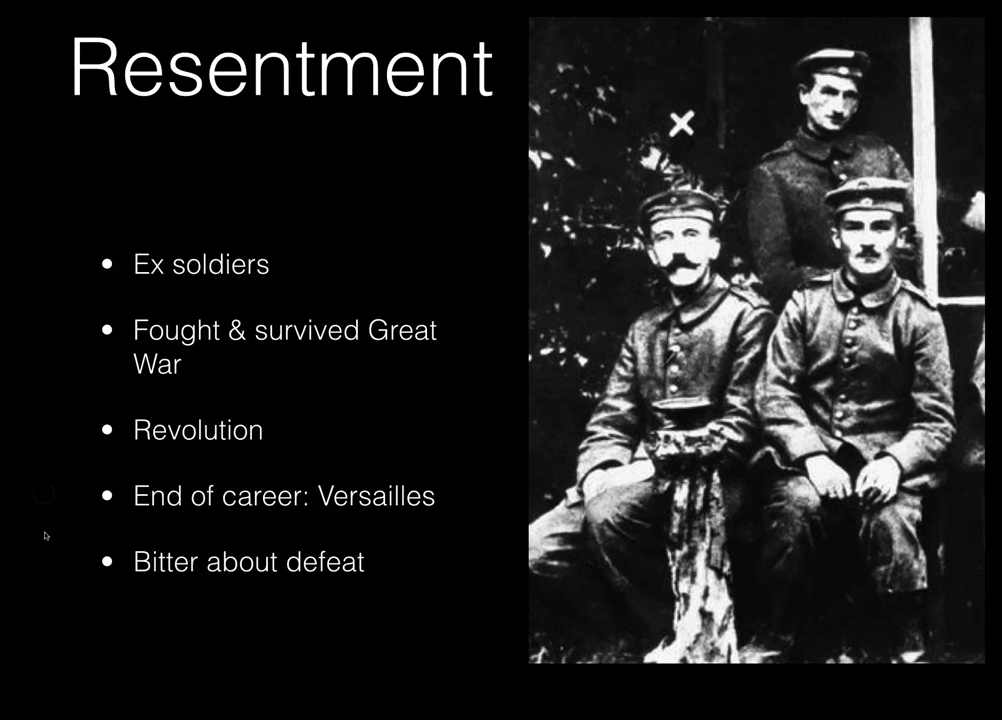 Resentment
• Ex soldiers
• Fought & survived Great
War
• Revolution
• End of career: Versailles
• Bitter about defeat